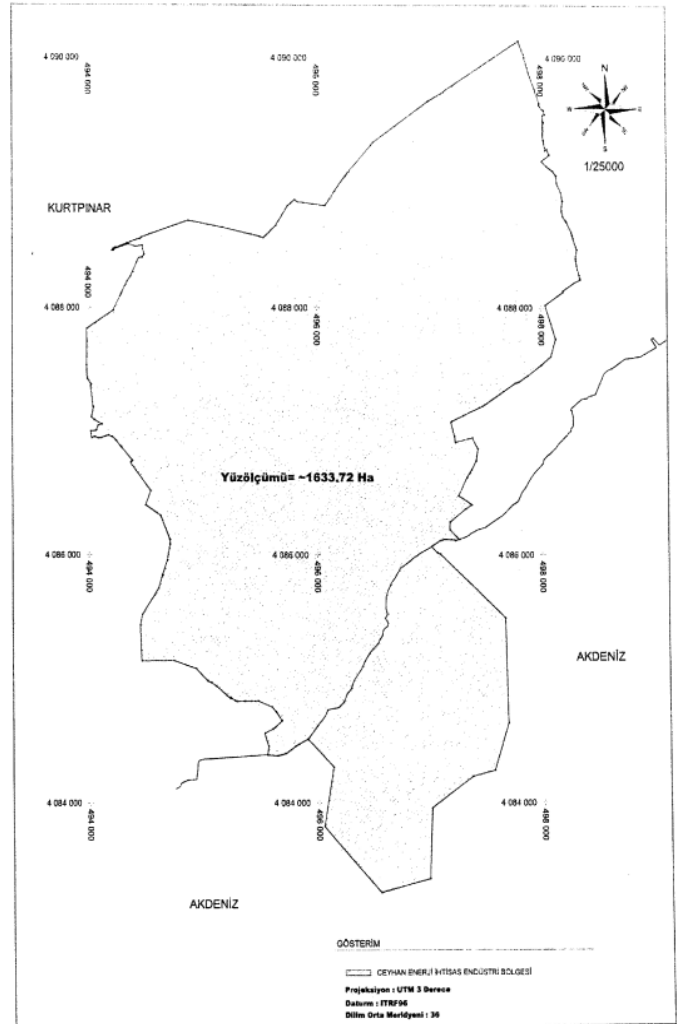 4 090 000
494 000
4 090 000
496 000
4 090 000
498 000
N
W
E
S
1/25000
KURTPINAR
4 088 000
494 000
4 088 000
496 000
4 088 000
498 000
Yüzölçümü= ~1633,72 Ha
4 086 000
494 000
4 086 000
496 000
4 086 000
498 000
AKDENİZ
4 084 000
494 000
4 084 000
496 000
4 084 000
498 000
AKDENİZ
GÖSTERİM
CEYHAN ENERJİ İHTİSAS ENDÜSTRİ BÖLGESİ
Projeksiyon : UTM 3 Derece
Datum : ITRF96
Dilim Orta Meridyeni : 36